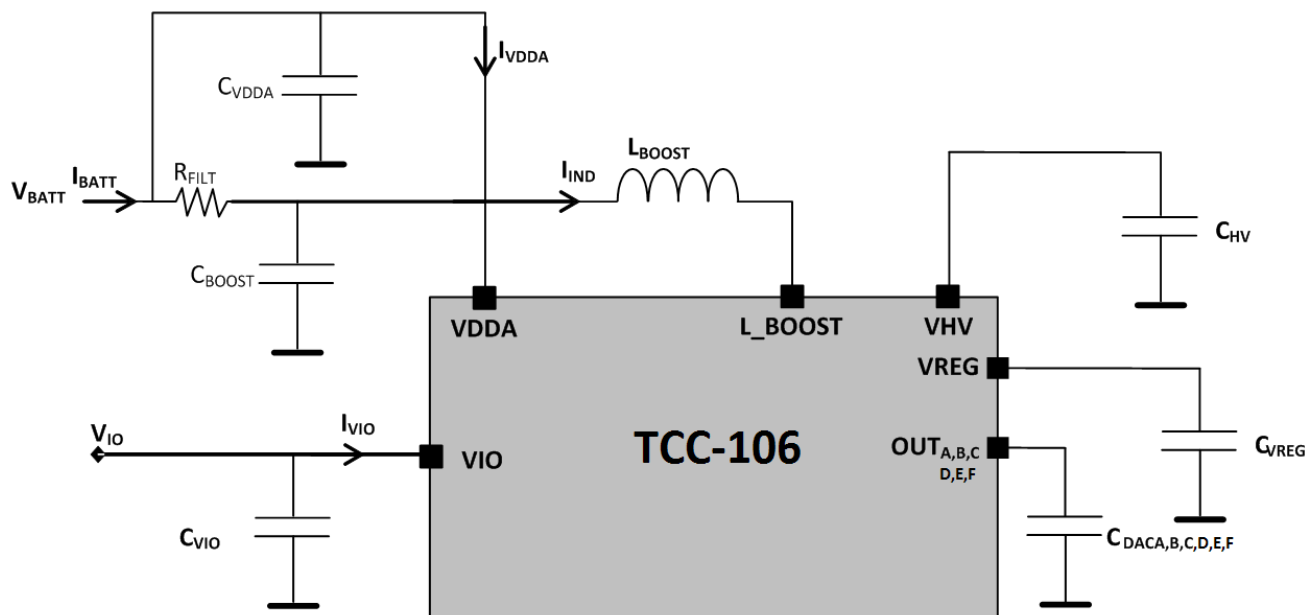 I_VDDA
C_VDDA
L_BOOST
I_BATT
R_FILT
I_IND
V_BATT
C_HV
C_BOOST
VDDA
L_BOOST
VHV
VREG
V_IO
I_VIO
TCC-106
OUT_A,B,C
D,E,F
VIO
C_VREG
C_VIO
C_DACA,B,C,D,E,F